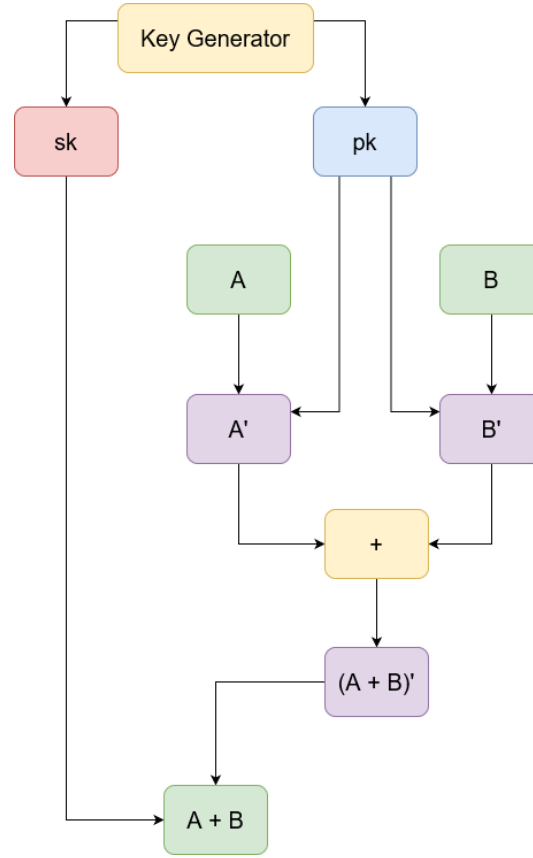 Key Generator
sk
pk
A
B
A'
B'
+
(A + B)'
A + B